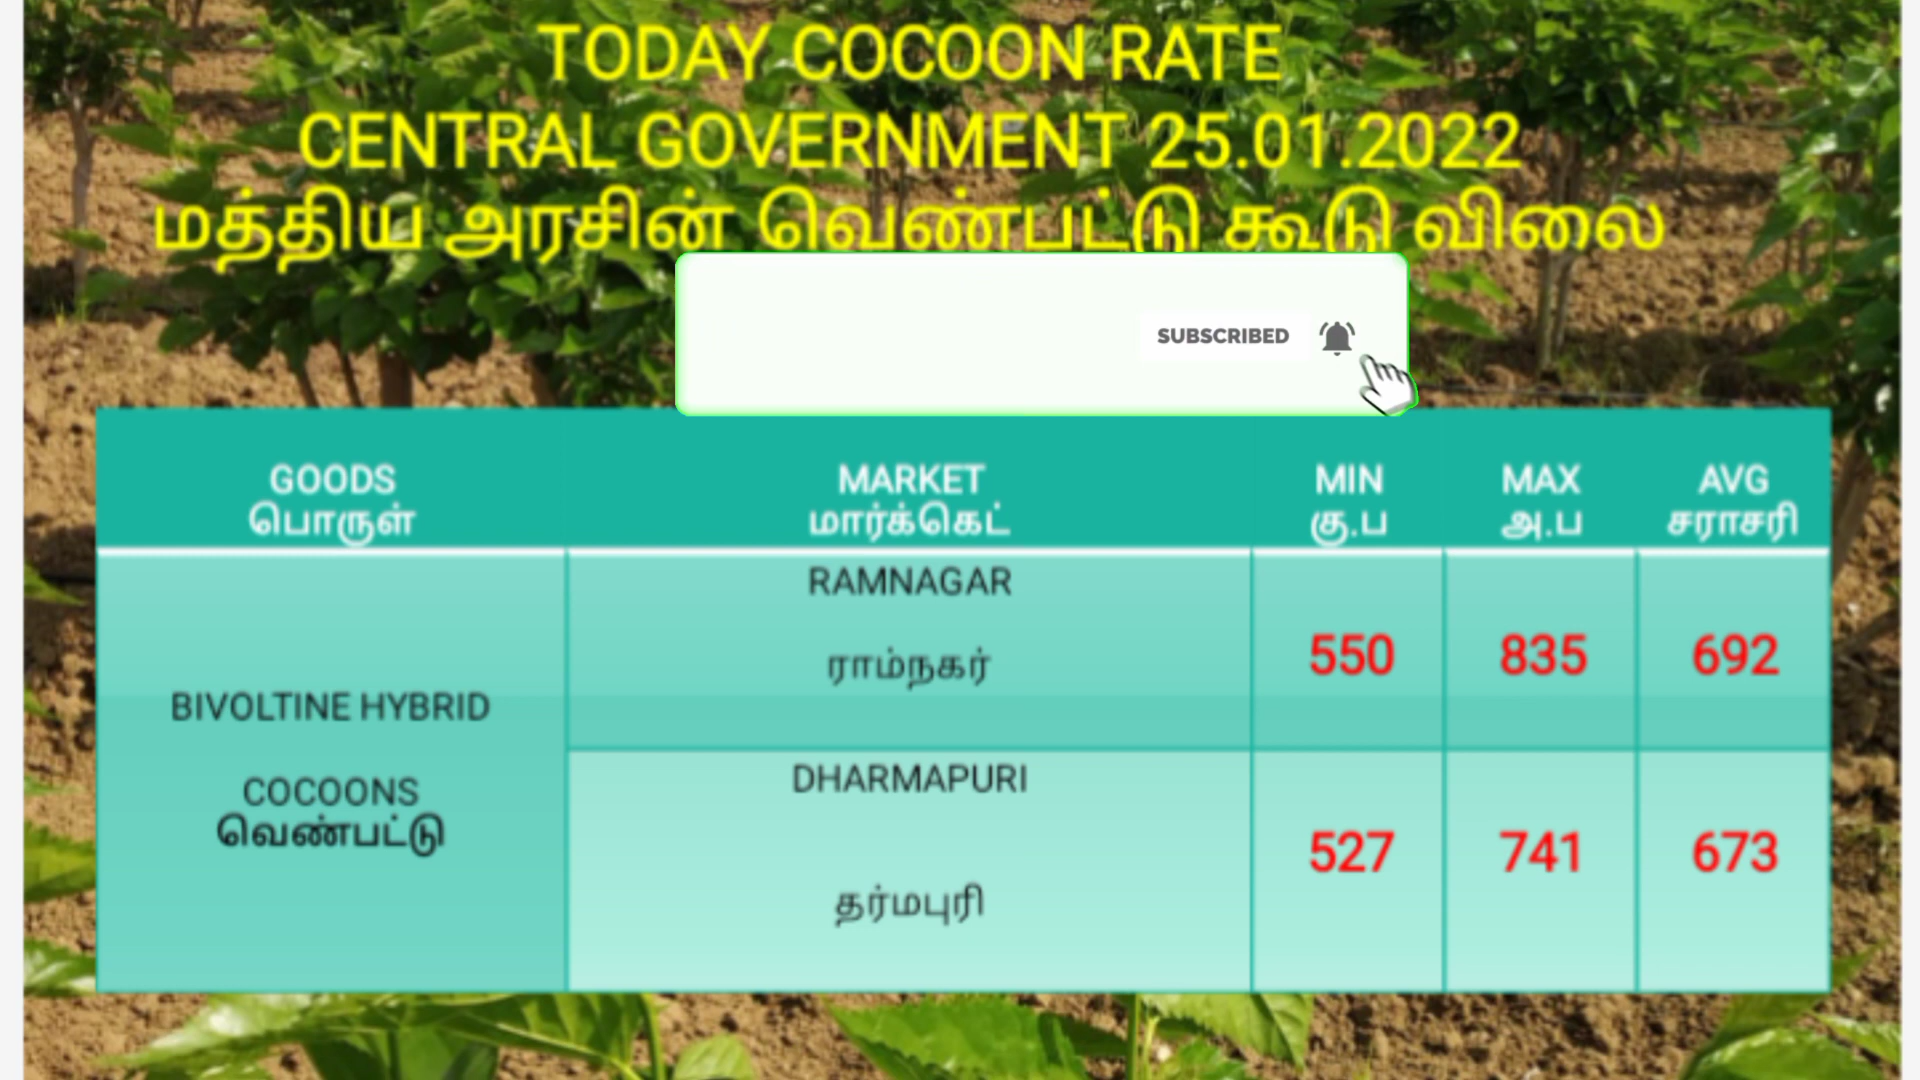 TODAY COCOON RATE
CENTRAL GOVERNMENT 25.01.2022
மத்திய அரசின் வெண்பட்டு கூடு விலை
SUBSCRIBED
GOODS MARKET MIN MAX AVG
பொருள் மார்க்கெட் கு.ப அ.ப சராசரி
RAMNAGAR
ராம்நகர் 550 835 692
BIVOLTINE HYBRID
COCOONS
வெண்பட்டு
DHARMAPURI
527 741 673
தர்மபுரி